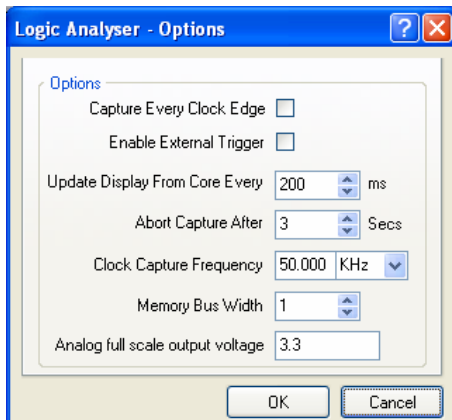 Logic Analyser - Options
Options
Capture Every Clock Edge
Enable External Trigger
Update Display From Core Every 200 ms
Abort Capture After 3 Secs
Clock Capture Frequency 50.000 KHz
Memory Bus Width 1
Analog full scale output voltage 3.3
OK Cancel